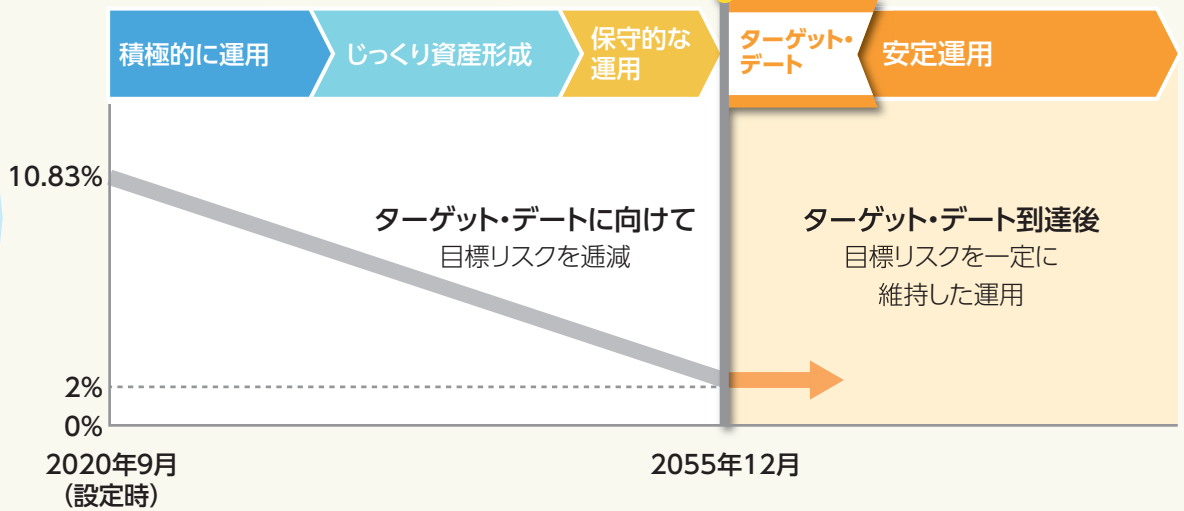 積極的に運用
じっくり資産形成
保守的な
運用
ターゲット・
デート
安定運用
10.83%
ターゲット・デートに向けて
目標リスクを逓減
ターゲット・デート到達後
目標リスクを一定に
維持した運用
2%
0%
2020年9月
（設定時）
2055年12月